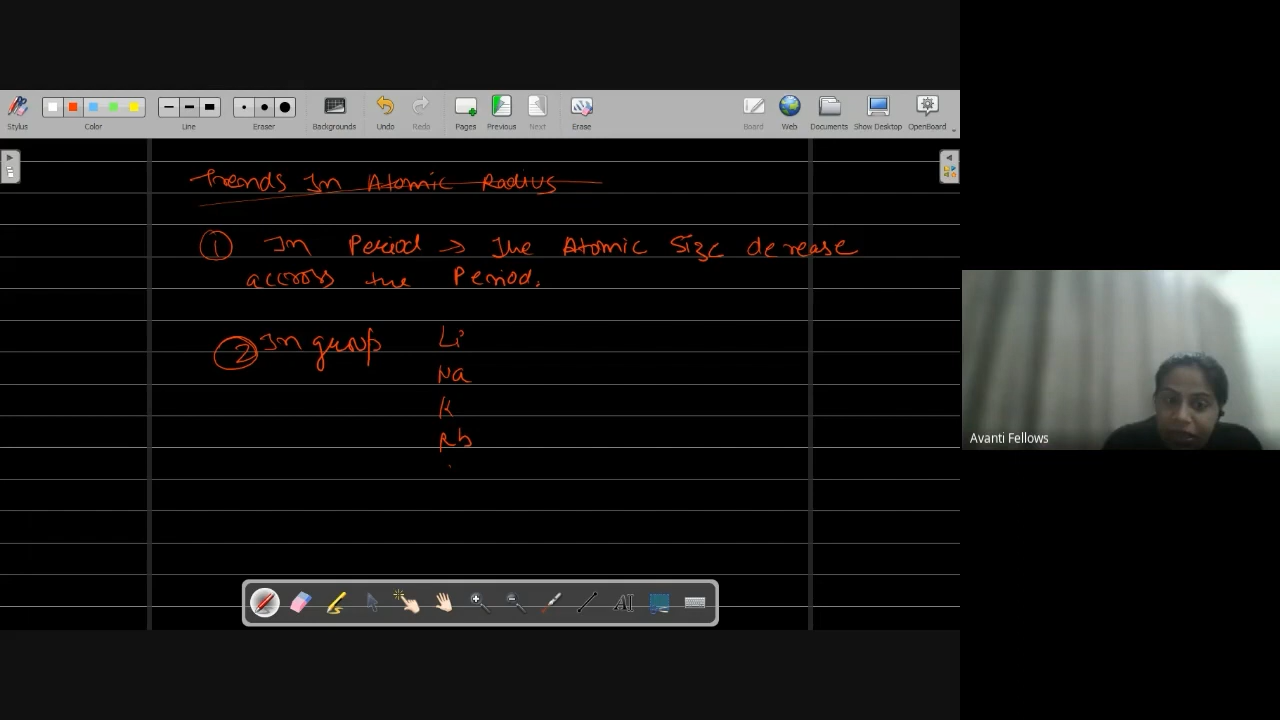 Stylus Color Line Eraser Backgrounds Undo Redo Pages Previous Next Erase Board Web Documents Show Desktop OpenBoard
Trends In Atomic Radius
① In Period → The Atomic Size derease
accross the Period.
② In group Li
Na
K
Rb
Avanti Fellows
AI